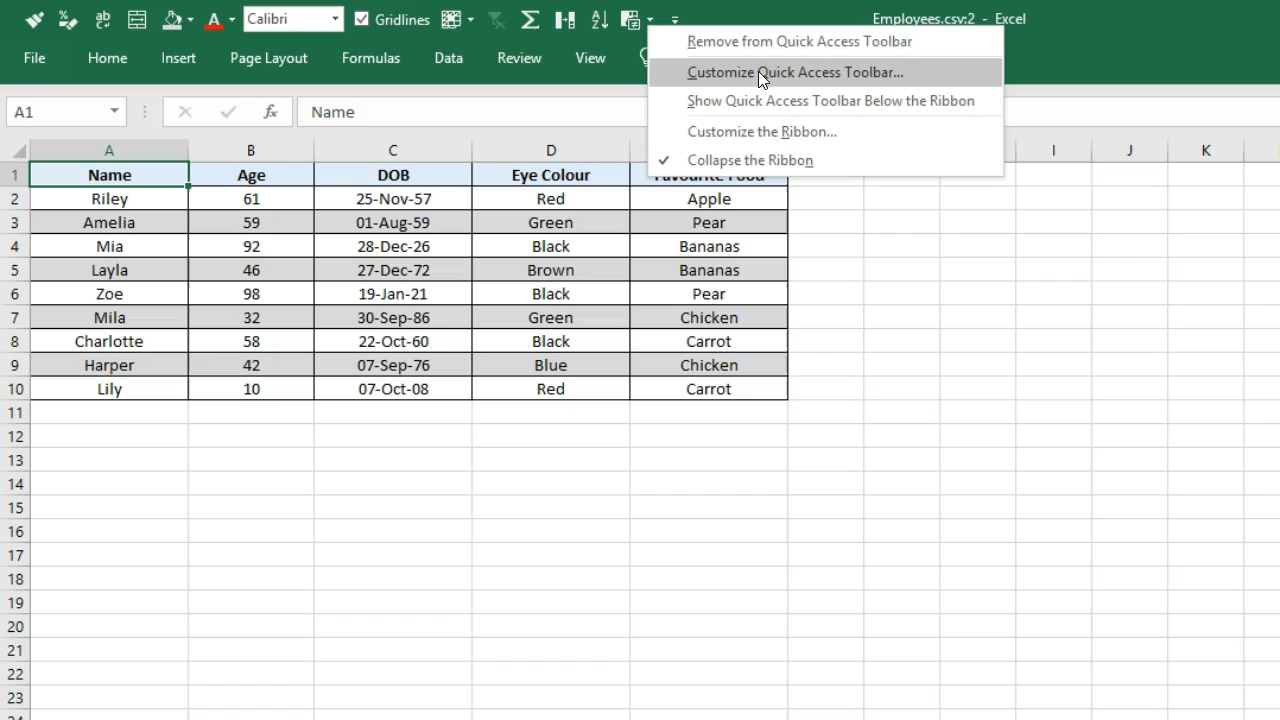 Calibri Gridlines Employees.csv:2 - Excel
File Home Insert Page Layout Formulas Data Review View
Remove from Quick Access Toolbar
Customize Quick Access Toolbar...
Show Quick Access Toolbar Below the Ribbon
Customize the Ribbon...
Collapse the Ribbon
A1 fx Name
A B C D I J K
1 Name Age DOB Eye Colour Favourite Food
2 Riley 61 25-Nov-57 Red Apple
3 Amelia 59 01-Aug-59 Green Pear
4 Mia 92 28-Dec-26 Black Bananas
5 Layla 46 27-Dec-72 Brown Bananas
6 Zoe 98 19-Jan-21 Black Pear
7 Mila 32 30-Sep-86 Green Chicken
8 Charlotte 58 22-Oct-60 Black Carrot
9 Harper 42 07-Sep-76 Blue Chicken
10 Lily 10 07-Oct-08 Red Carrot
11
12
13
14
15
16
17
18
19
20
21
22
23
24